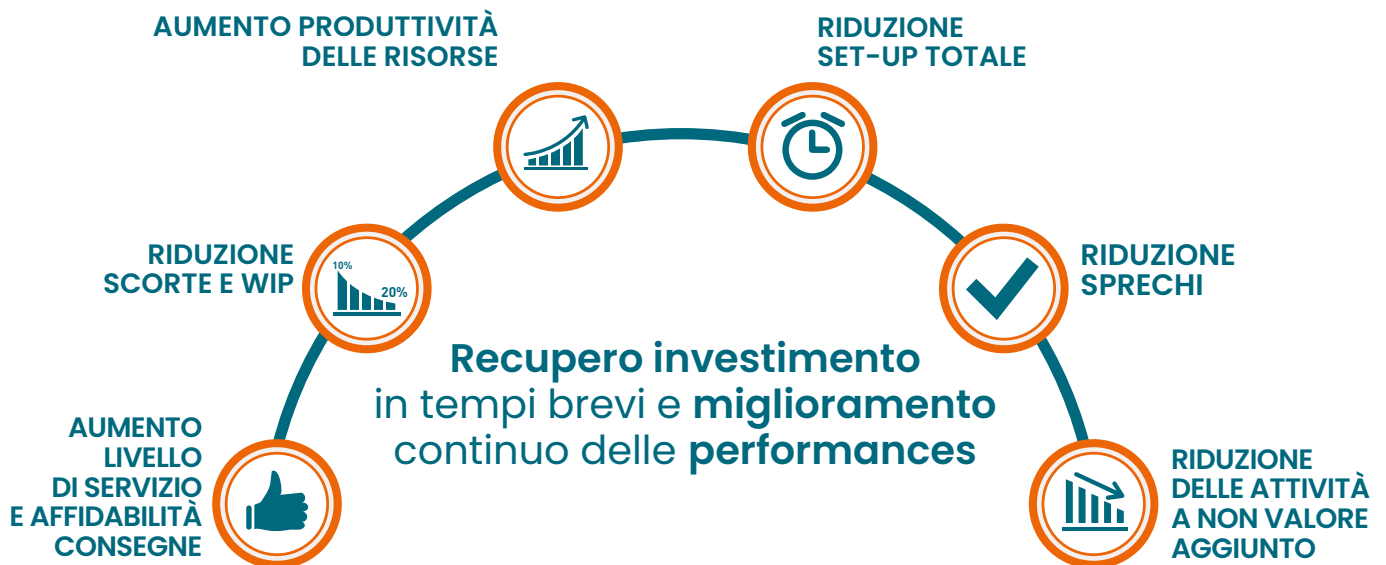 AUMENTO PRODUTTIVITÀ
DELLE RISORSE
RIDUZIONE
SET-UP TOTALE
RIDUZIONE
SCORTE E WIP
10%
20%
RIDUZIONE
SPRECHI
Recupero investimento
in tempi brevi e miglioramento
continuo delle performances
AUMENTO
LIVELLO
DI SERVIZIO
E AFFIDABILITÀ
CONSEGNE
RIDUZIONE
DELLE ATTIVITÀ
A NON VALORE
AGGIUNTO